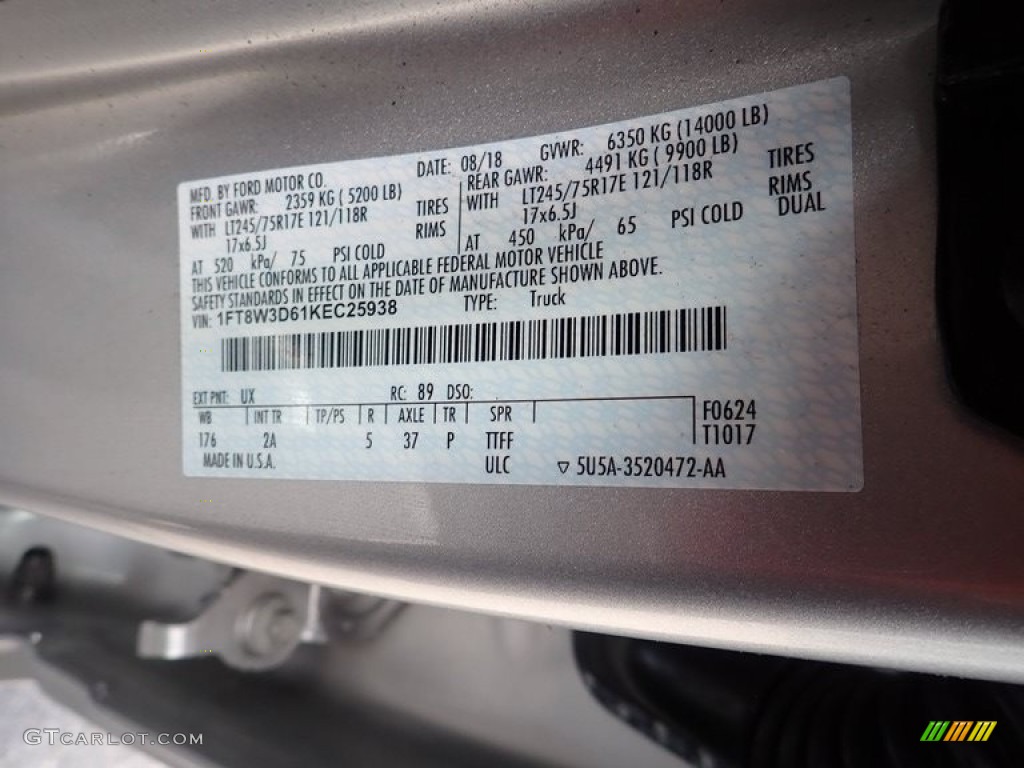 MFD. BY FORD MOTOR CO. DATE: 08/18 GVWR: 6350 KG (14000 LB)
FRONT GAWR: 2359 KG ( 5200 LB) REAR GAWR: 4491 KG ( 9900 LB)
WITH LT245/75R17E 121/118R TIRES WITH LT245/75R17E 121/118R TIRES
17x6.5J RIMS 17x6.5J RIMS
AT 520 kPa/ 75 PSI COLD AT 450 kPa/ 65 PSI COLD DUAL
THIS VEHICLE CONFORMS TO ALL APPLICABLE FEDERAL MOTOR VEHICLE
SAFETY STANDARDS IN EFFECT ON THE DATE OF MANUFACTURE SHOWN ABOVE.
VIN: 1FT8W3D61KEC25938 TYPE: Truck
EXT PNT: UX RC: 89 DSO:
WB INT TR TP/PS R AXLE TR SPR F0624
176 2A 5 37 P TTFF T1017
MADE IN U.S.A. ULC ▽ 5U5A-3520472-AA
GTCARLOT.COM